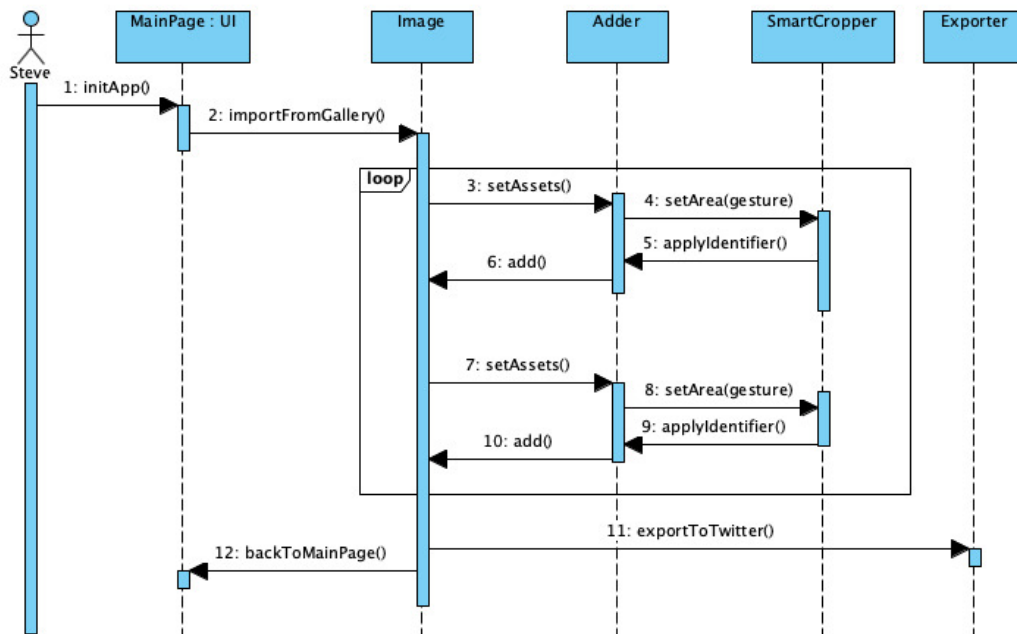 MainPage : UI
Image
Adder
SmartCropper
Exporter
Steve
1: initApp()
2: importFromGallery()
loop
3: setAssets()
4: setArea(gesture)
5: applyIdentifier()
6: add()
7: setAssets()
8: setArea(gesture)
9: applyIdentifier()
10: add()
11: exportToTwitter()
12: backToMainPage()